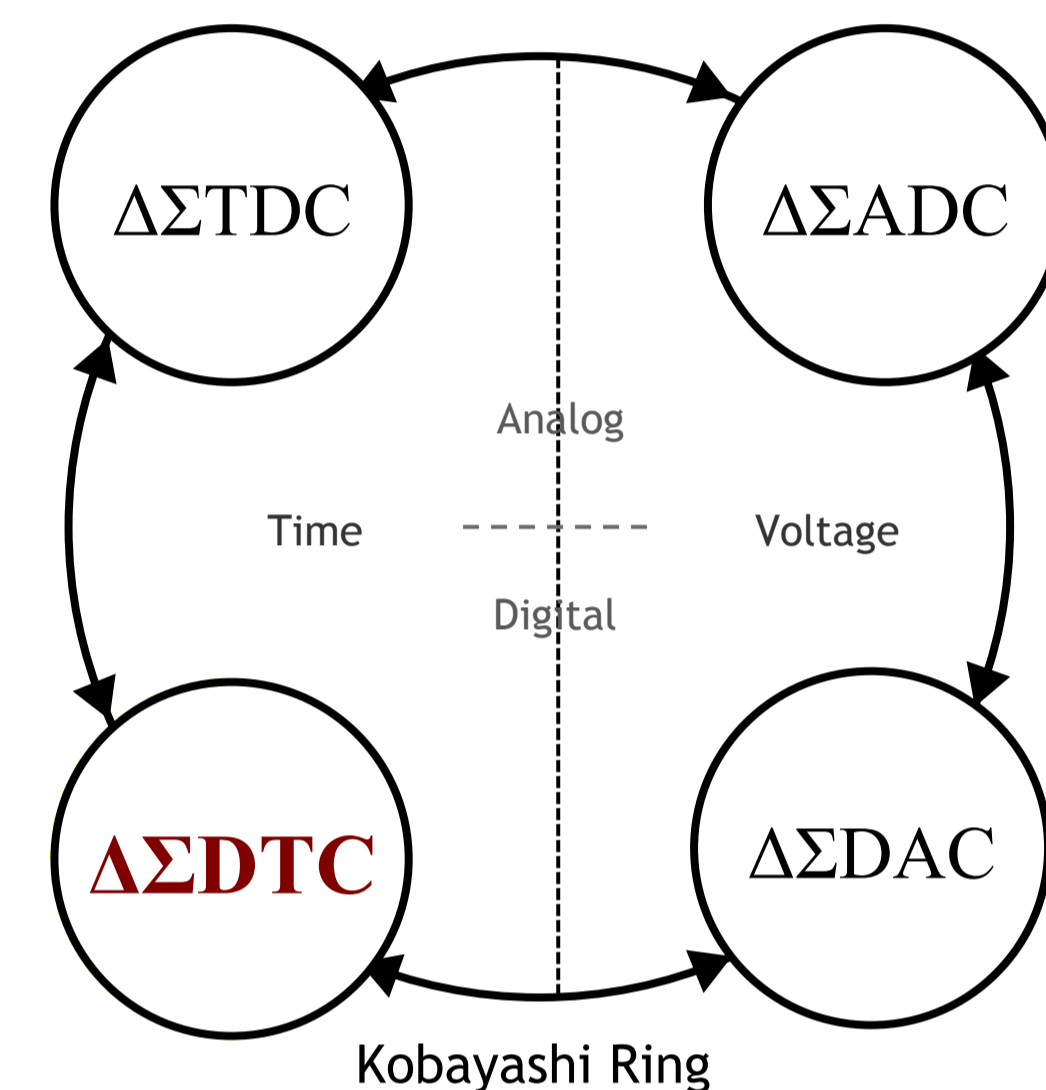 ΔΣTDC
ΔΣADC
Analog
Time
Voltage
Digital
ΔΣDTC
ΔΣDAC
Kobayashi Ring